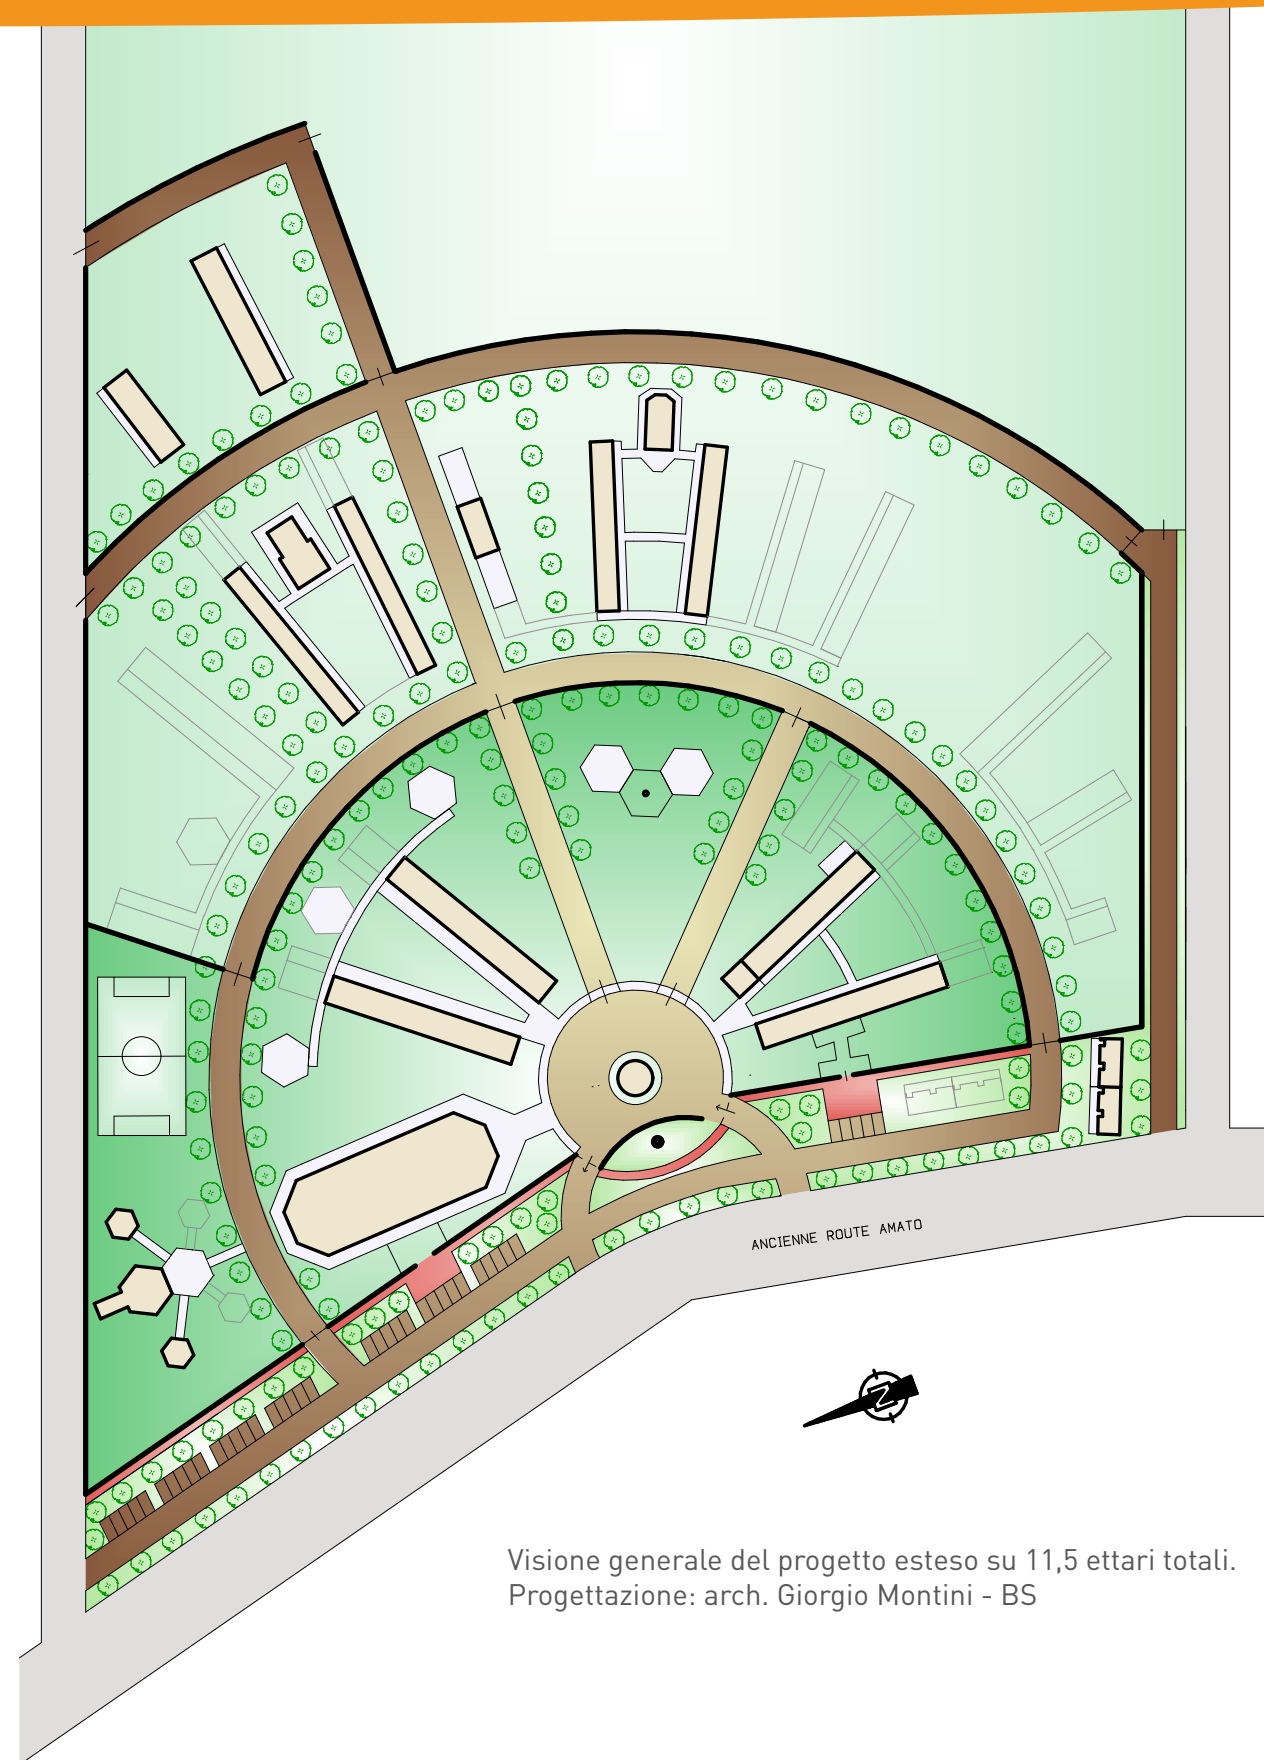 ANCIENNE ROUTE AMATO
N
Visione generale del progetto esteso su 11,5 ettari totali.
Progettazione: arch. Giorgio Montini - BS